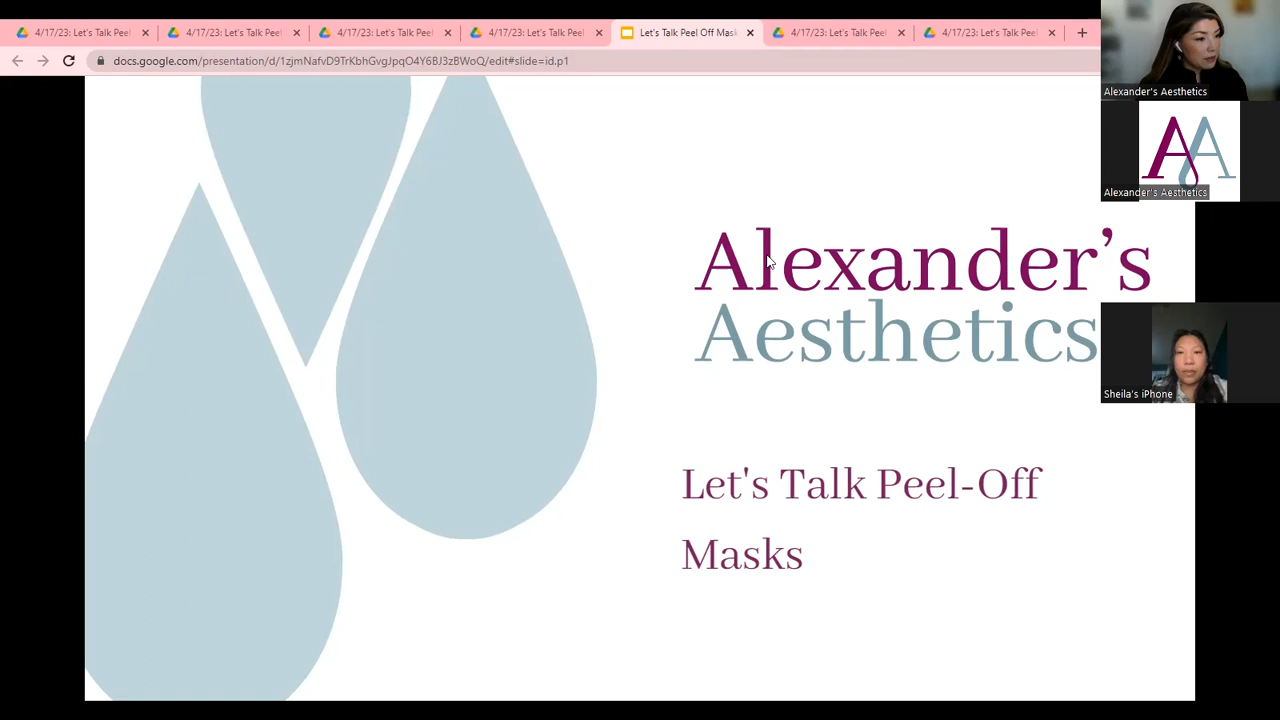 4/17/23: Let's Talk Peel
4/17/23: Let's Talk Peel
4/17/23: Let's Talk Peel
4/17/23: Let's Talk Peel
Let's Talk Peel Off Mask
4/17/23: Let's Talk Peel
4/17/23: Let's Talk Peel
docs.google.com/presentation/d/1zjmNafvD9TrKbhGvgJpqO4Y6BJ3zBWoQ/edit#slide=id.p1
Alexander's Aesthetics
AA
Alexander's Aesthetics
Sheila's iPhone
Alexander’s
Aesthetics
Let's Talk Peel-Off
Masks